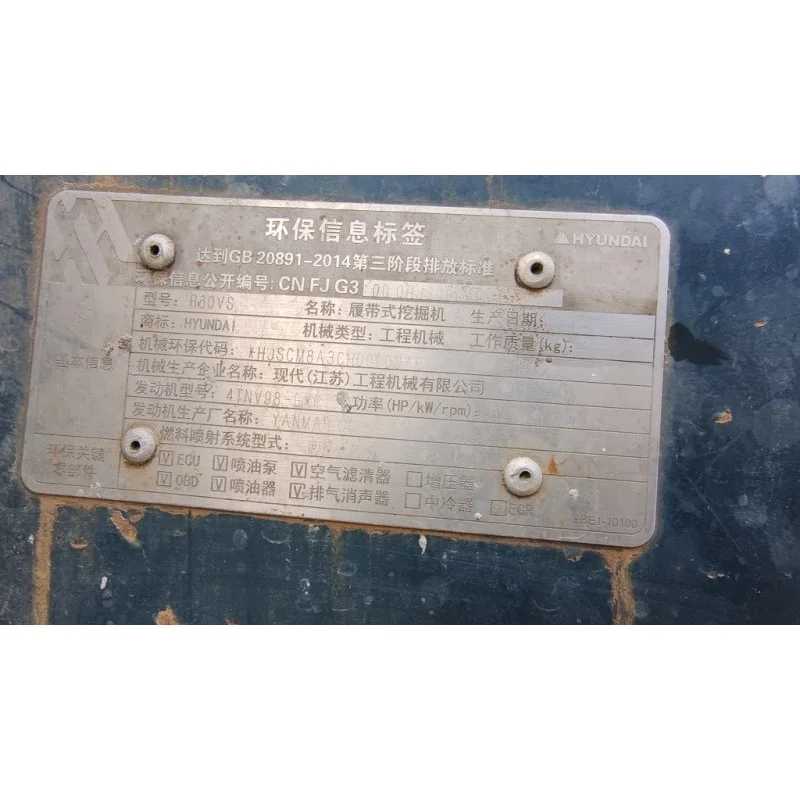 环保信息标签
HYUNDAI
达到GB 20891-2014第三阶段排放标准
环保信息公开编号: CN FJ G3
型号: R60VS 名称: 履带式挖掘机 生产日期:
商标: HYUNDAI 机械类型: 工程机械 工作质量(kg):
基本信息
机械环保代码:
机械生产企业名称: 现代(江苏)工程机械有限公司
发动机型号: 4TNV98- 功率(HP/kW/rpm):
发动机生产厂名称: YANMAR
燃料喷射系统型式:
环保关键
零部件
V ECU V 喷油泵 V 空气滤清器 增压器
V OBD V 喷油器 V 排气消声器 中冷器 EGR